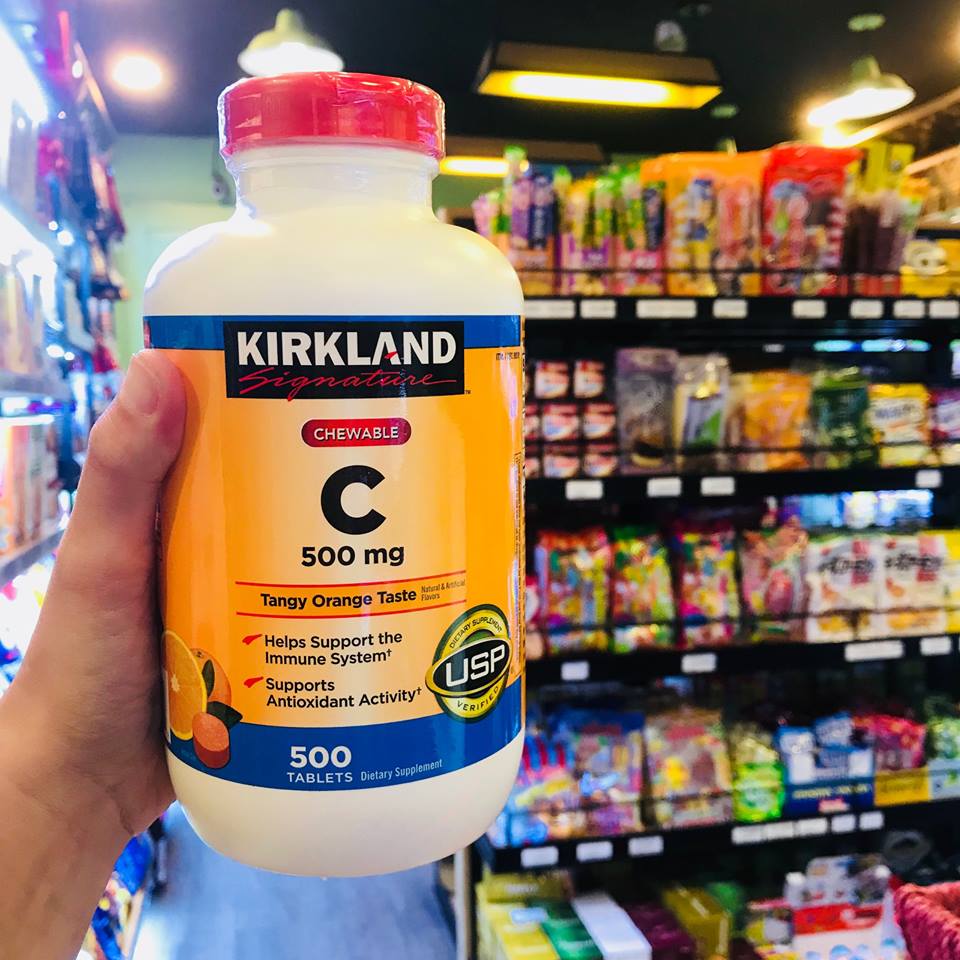 KIRKLAND
Signature
CHEWABLE
C
500 mg
Tangy Orange Taste
Natural & Artificial
Flavors
Helps Support the
Immune System†
Supports
Antioxidant Activity†
DIETARY SUPPLEMENT
USP
VERIFIED
500
TABLETS Dietary Supplement